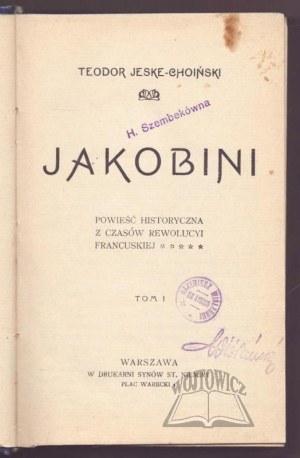 TEODOR JESKE-CHOIŃSKI
H. Szembekówna
JAKOBINI
POWIEŚĆ HISTORYCZNA
Z CZASÓW REWOLUCYI
FRANCUSKIEJ
TOM I
WARSZAWA
W DRUKARNI SYNÓW ST. NIEMIRY
PLAC WARECKI
WÓJTOWICZ